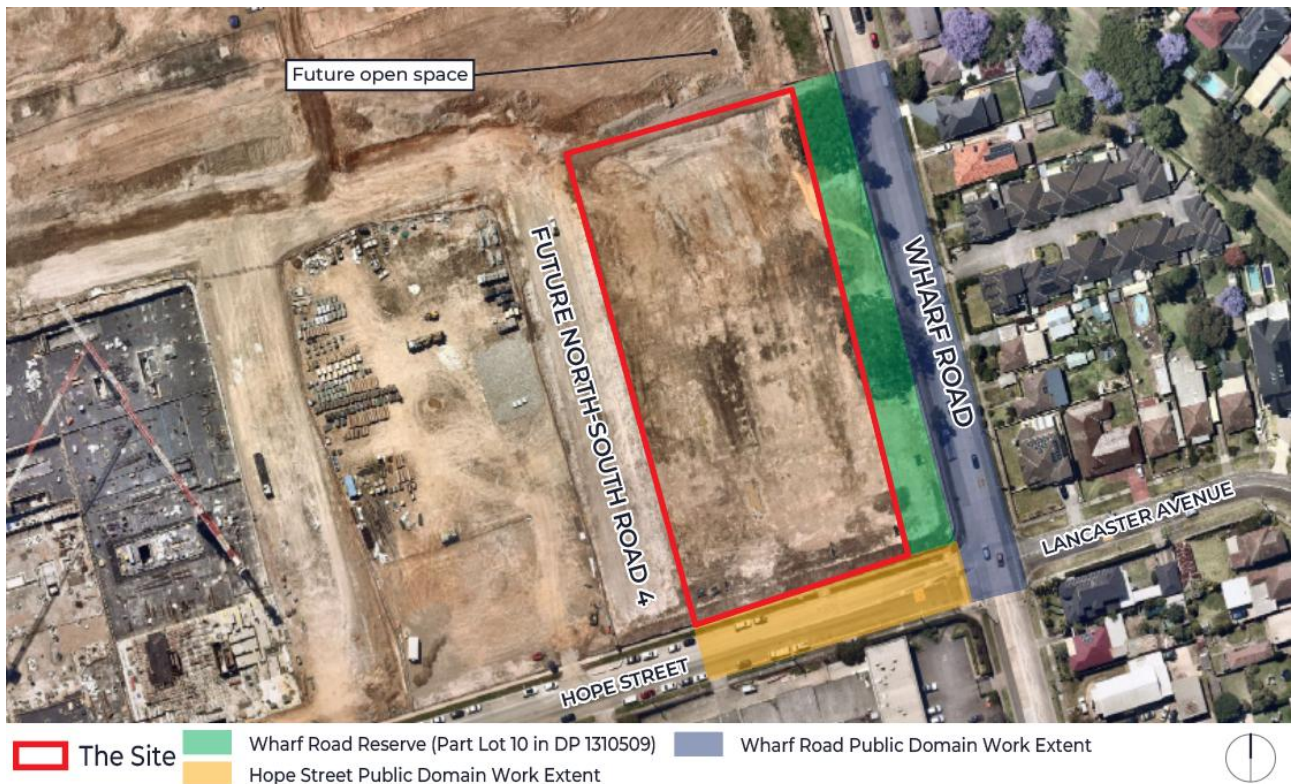 Future open space
FUTURE NORTH-SOUTH ROAD 4
WHARF ROAD
LANCASTER AVENUE
HOPE STREET
The Site
Wharf Road Reserve (Part Lot 10 in DP 1310509)
Wharf Road Public Domain Work Extent
Hope Street Public Domain Work Extent